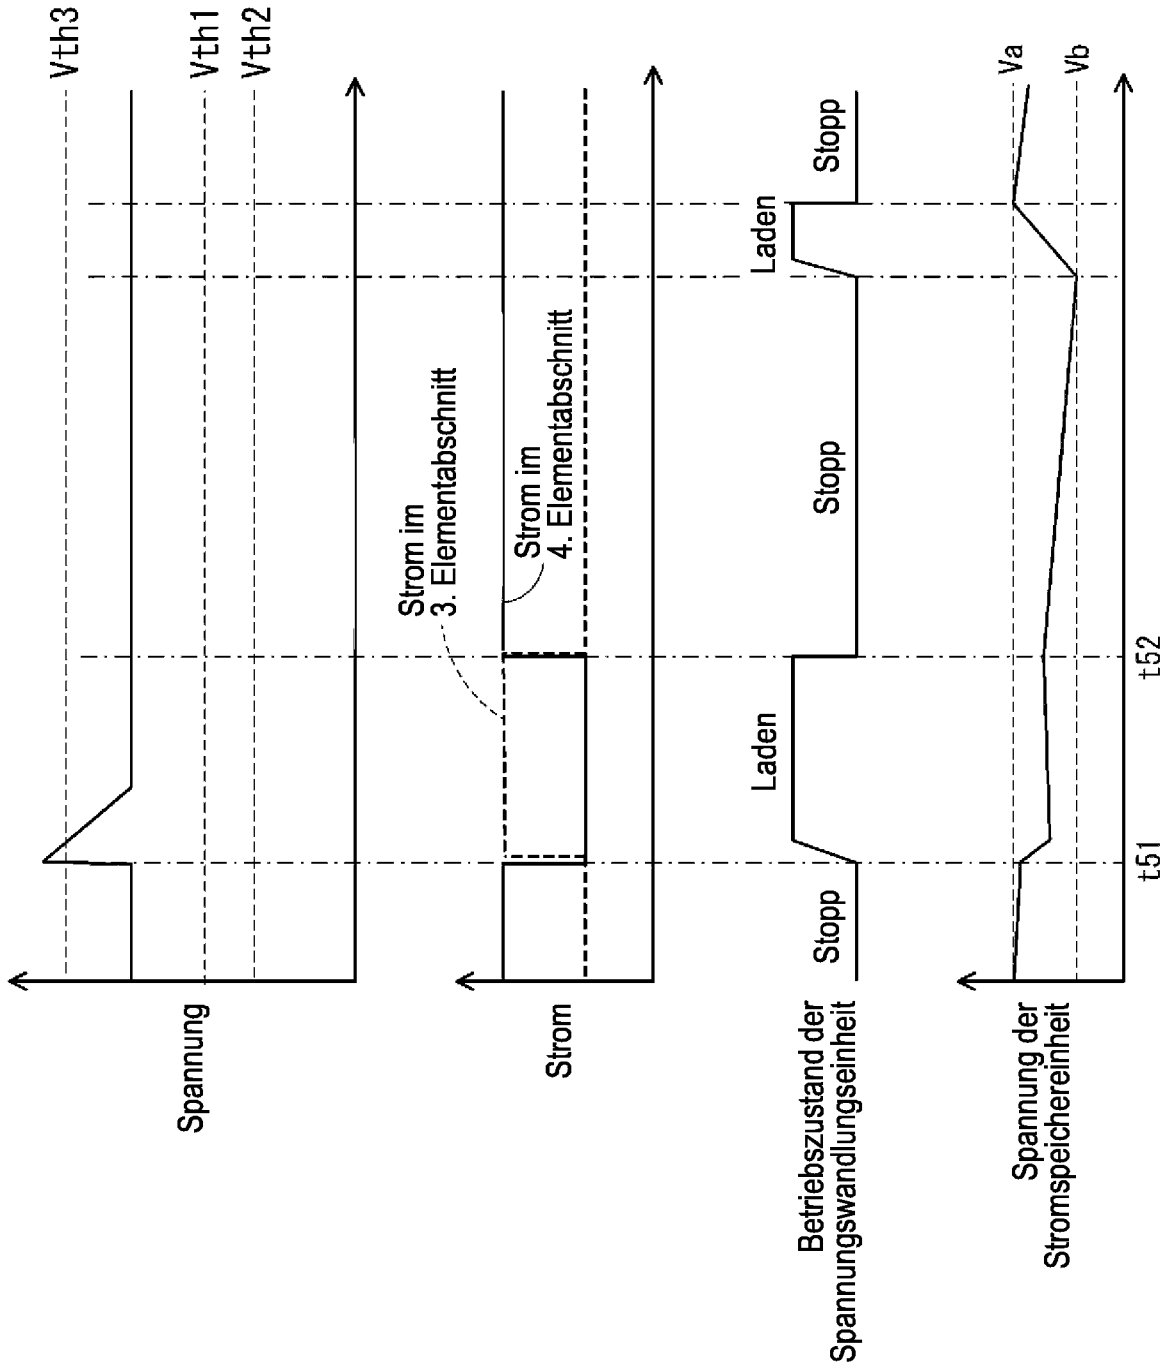 Spannung
Vth3
Vth1
Vth2
Strom
Strom im
3. Elementabschnitt
Strom im
4. Elementabschnitt
Betriebszustand der
Spannungswandlungseinheit
Stopp
Laden
Stopp
Laden
Stopp
Spannung der
Stromspeichereinheit
Va
Vb
t51
t52